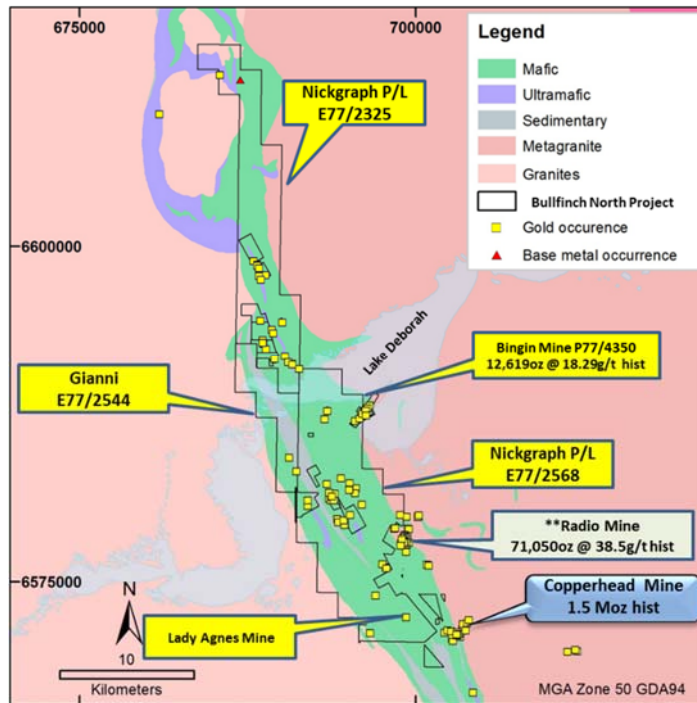 675000
700000
Legend
Mafic
Ultramafic
Sedimentary
Metagranite
Granites
Bullfinch North Project
Gold occurence
Base metal occurrence
Nickgraph P/L
E77/2325
6600000
Lake Deborah
Bingin Mine P77/4350
12,619oz @ 18.29g/t hist
Gianni
E77/2544
Nickgraph P/L
E77/2568
**Radio Mine
71,050oz @ 38.5g/t hist
6575000
Copperhead Mine
1.5 Moz hist
N
Lady Agnes Mine
10
Kilometers
MGA Zone 50 GDA94